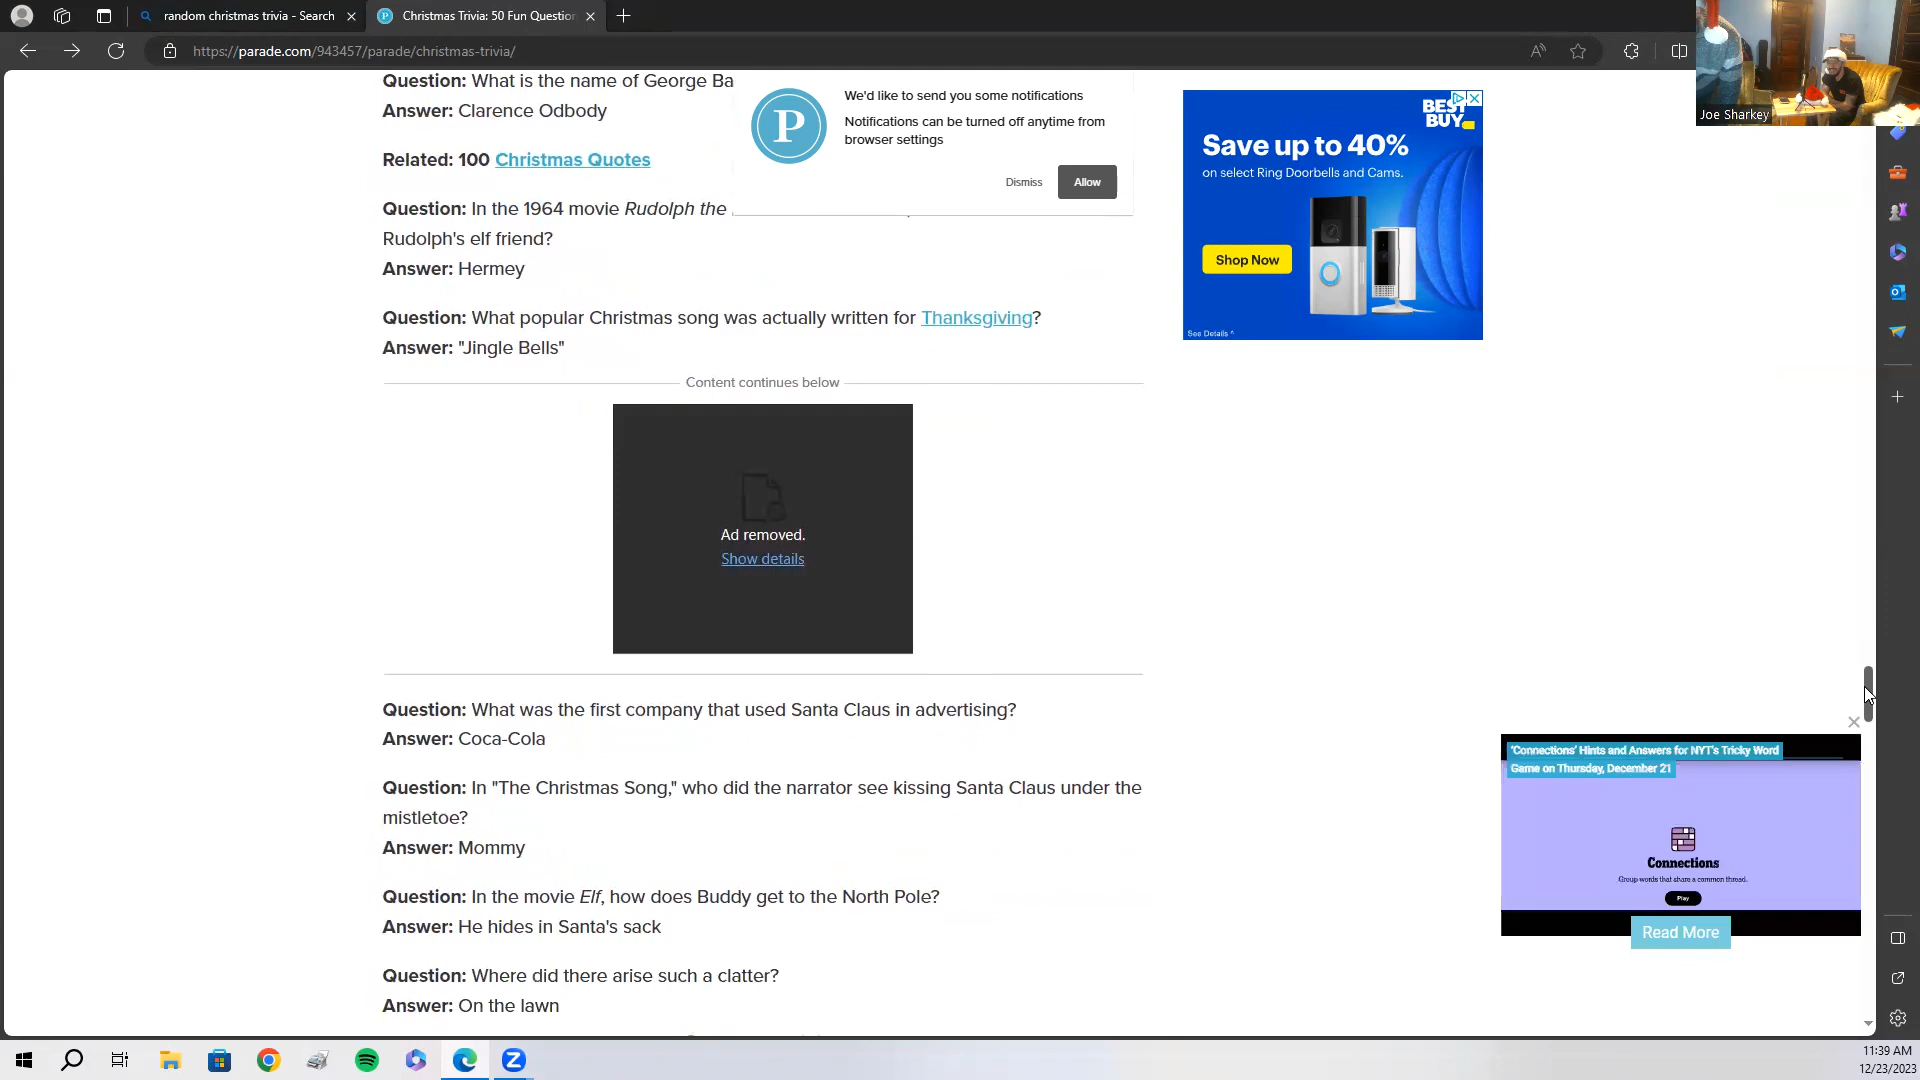 random christmas trivia - Search
Christmas Trivia: 50 Fun Question
https://parade.com/943457/parade/christmas-trivia/
Joe Sharkey
Question: What is the name of George Ba
Answer: Clarence Odbody
Related: 100 Christmas Quotes
P
We'd like to send you some notifications
Notifications can be turned off anytime from
browser settings
Dismiss
Allow
Question: In the 1964 movie Rudolph the
Rudolph's elf friend?
Answer: Hermey
Question: What popular Christmas song was actually written for Thanksgiving?
Answer: "Jingle Bells"
Content continues below
Ad removed.
Show details
Question: What was the first company that used Santa Claus in advertising?
Answer: Coca-Cola
Question: In "The Christmas Song," who did the narrator see kissing Santa Claus under the
mistletoe?
Answer: Mommy
Question: In the movie Elf, how does Buddy get to the North Pole?
Answer: He hides in Santa's sack
Question: Where did there arise such a clatter?
Answer: On the lawn
BEST
BUY
Save up to 40%
on select Ring Doorbells and Cams.
Shop Now
See Details ^
'Connections' Hints and Answers for NYT's Tricky Word
Game on Thursday, December 21
Connections
Group words that share a common thread.
Play
Read More
11:39 AM
12/23/2023